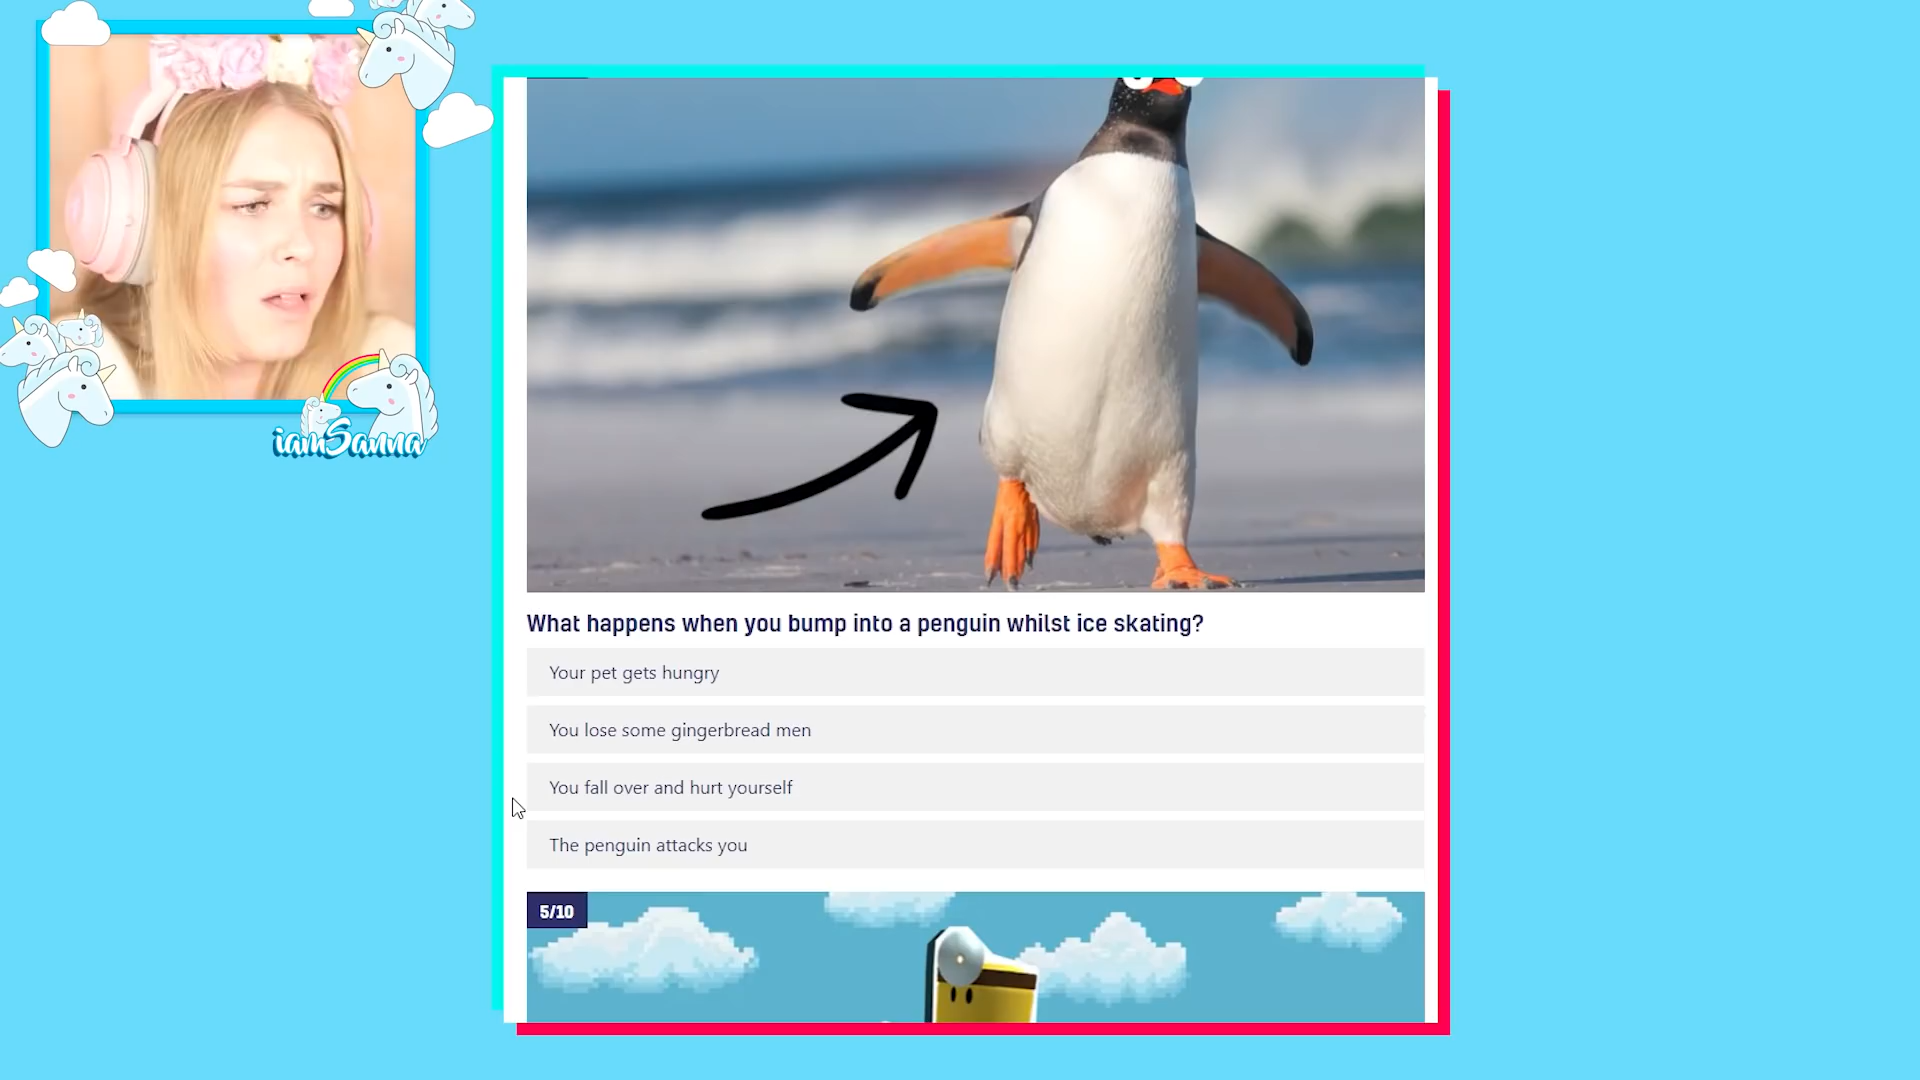 iamSanna
What happens when you bump into a penguin whilst ice skating?
Your pet gets hungry
You lose some gingerbread men
You fall over and hurt yourself
The penguin attacks you
5/10